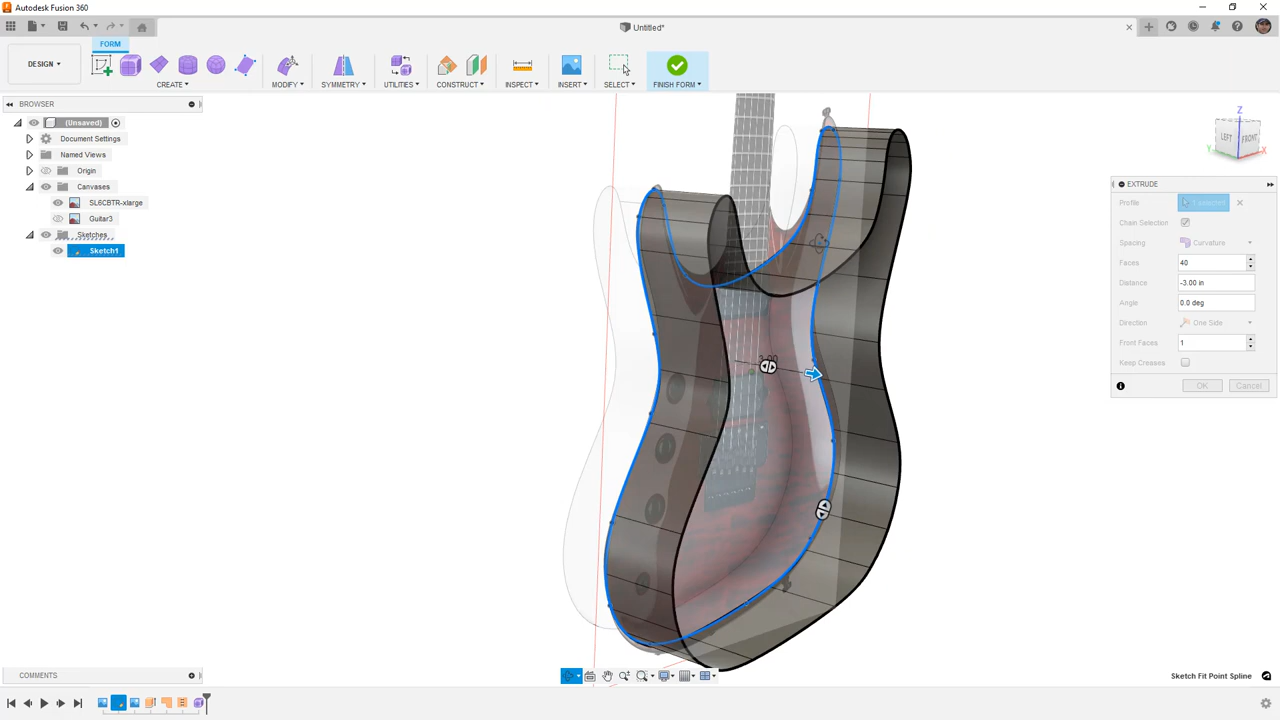 Autodesk Fusion 360
Untitled*
FORM
DESIGN
CREATE
MODIFY
SYMMETRY
UTILITIES
CONSTRUCT
INSPECT
INSERT
SELECT
FINISH FORM
BROWSER
(Unsaved)
Document Settings
Named Views
Origin
Canvases
SL6CBTR-xlarge
Guitar3
Sketches
Sketch1
Z
LEFT
FRONT
Y
X
EXTRUDE
Profile
1 selected
Chain Selection
Spacing
Curvature
Faces
40
Distance
-3.00 in
Angle
0.0 deg
Direction
One Side
Front Faces
1
Keep Creases
OK
Cancel
COMMENTS
Sketch Fit Point Spline